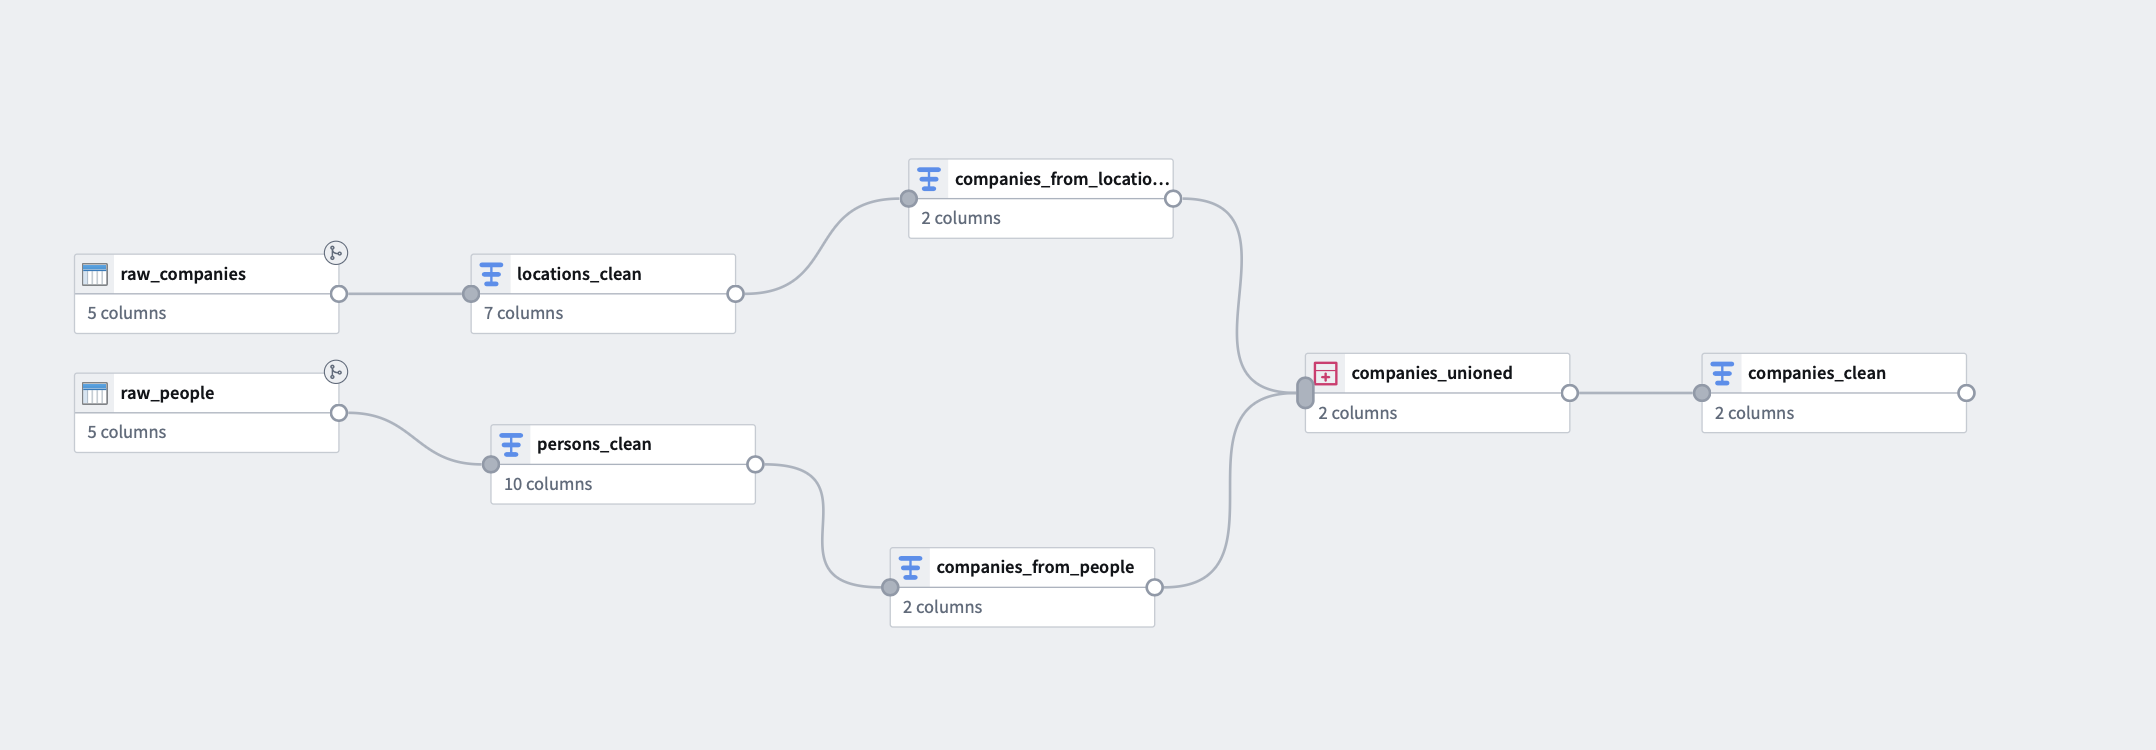 companies_from_locatio...
2 columns
raw_companies
5 columns
locations_clean
7 columns
raw_people
5 columns
companies_unioned
2 columns
companies_clean
2 columns
persons_clean
10 columns
companies_from_people
2 columns